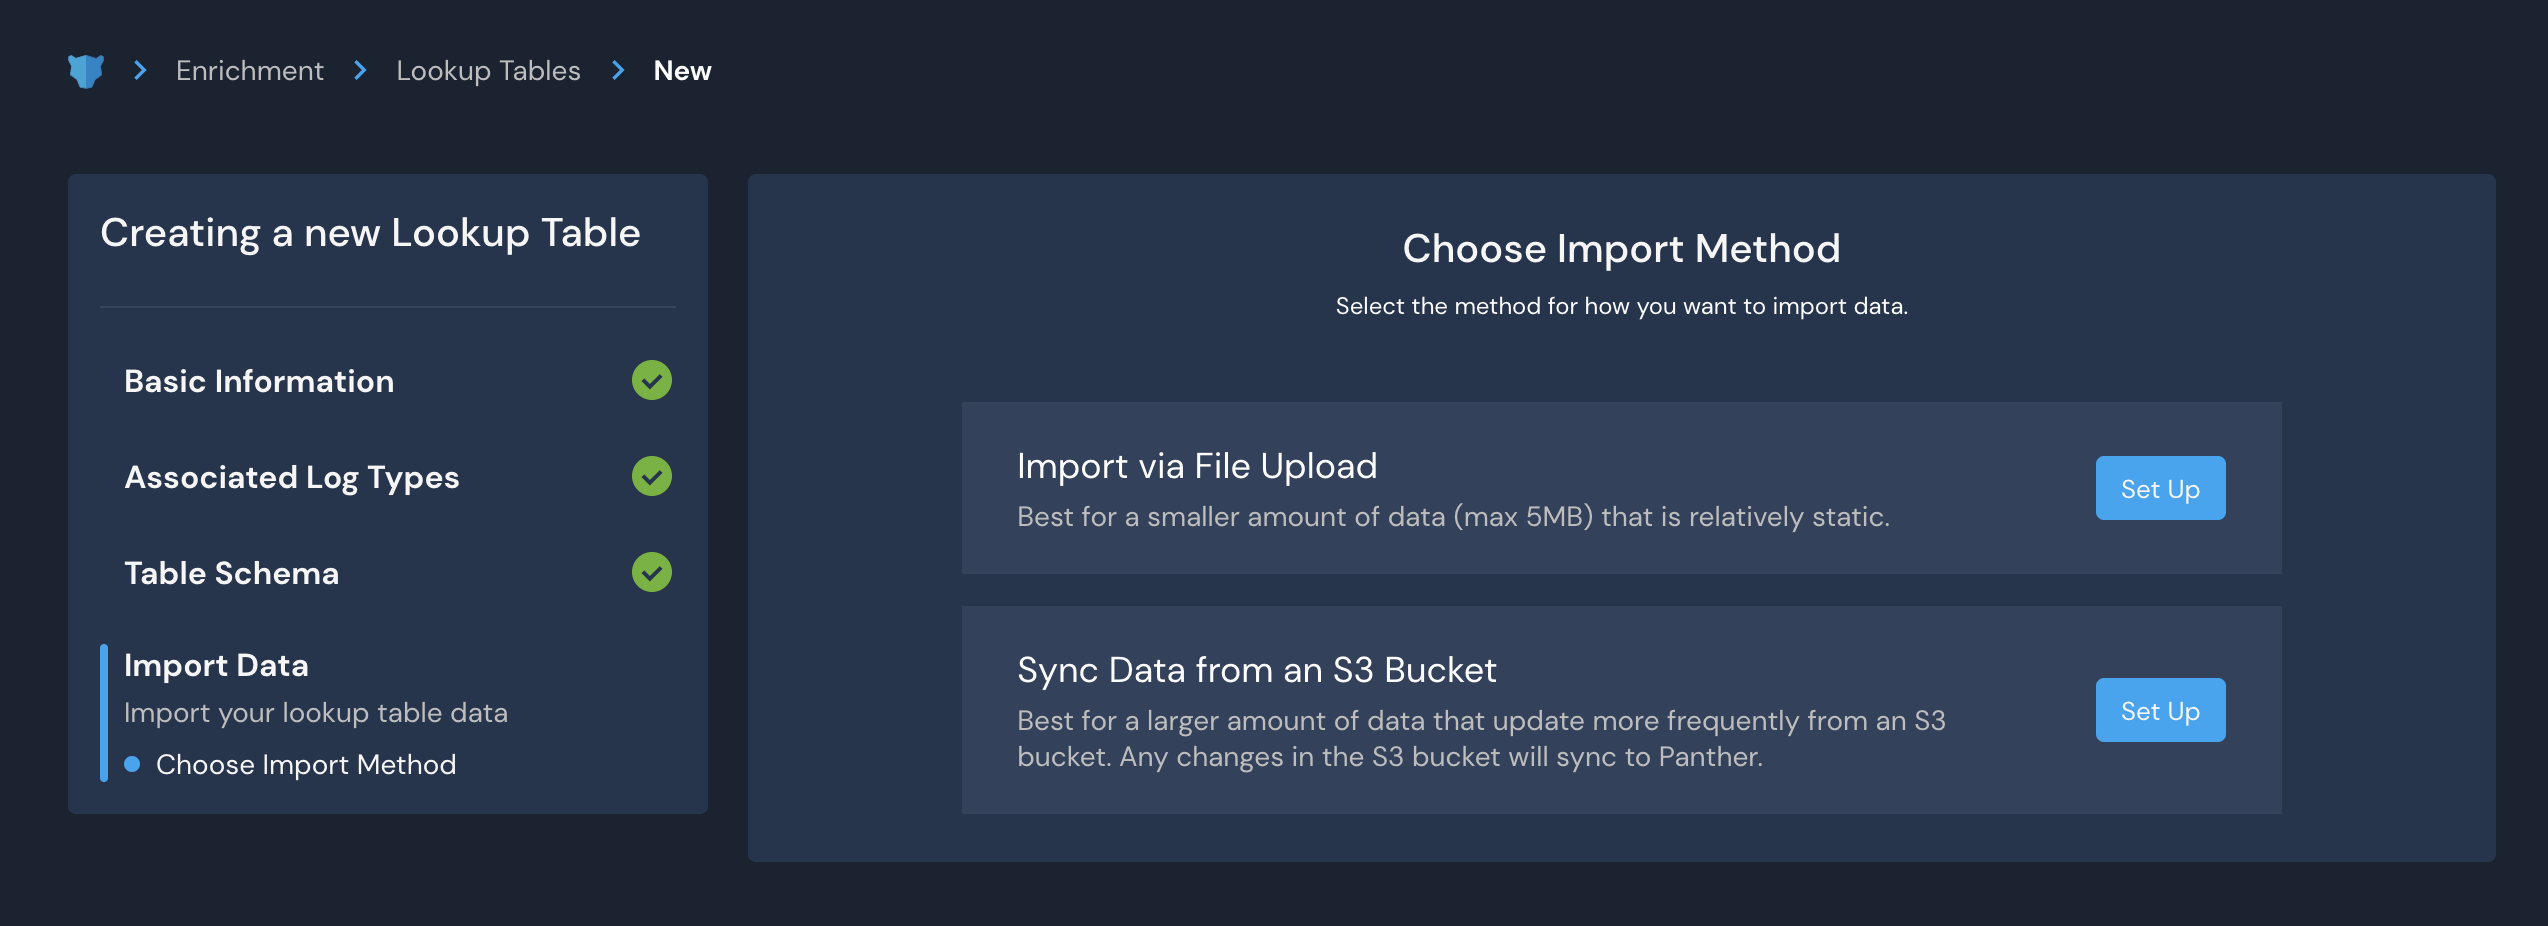 Enrichment
Lookup Tables
New
Creating a new Lookup Table
Basic Information
Associated Log Types
Table Schema
Import Data
Import your lookup table data
Choose Import Method
Choose Import Method
Select the method for how you want to import data.
Import via File Upload
Best for a smaller amount of data (max 5MB) that is relatively static.
Set Up
Sync Data from an S3 Bucket
Best for a larger amount of data that update more frequently from an S3
bucket. Any changes in the S3 bucket will sync to Panther.
Set Up